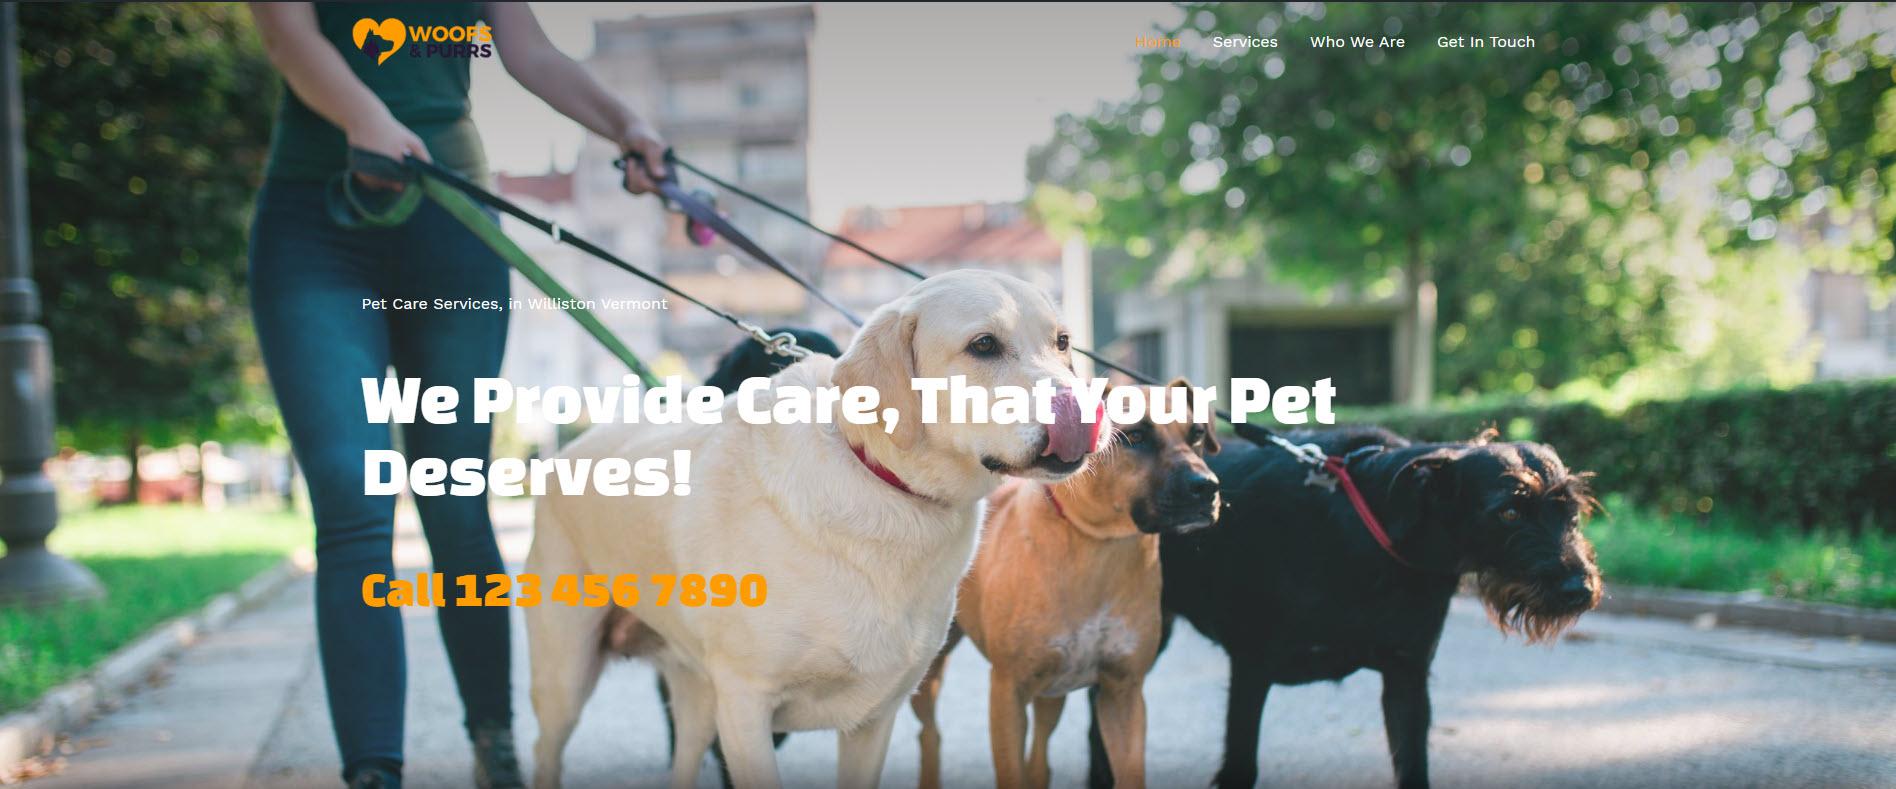 WOOFS
& PURRS
Home Services Who We Are Get In Touch
Pet Care Services, in Williston Vermont
We Provide Care, That Your Pet
Deserves!
Call 123 456 7890